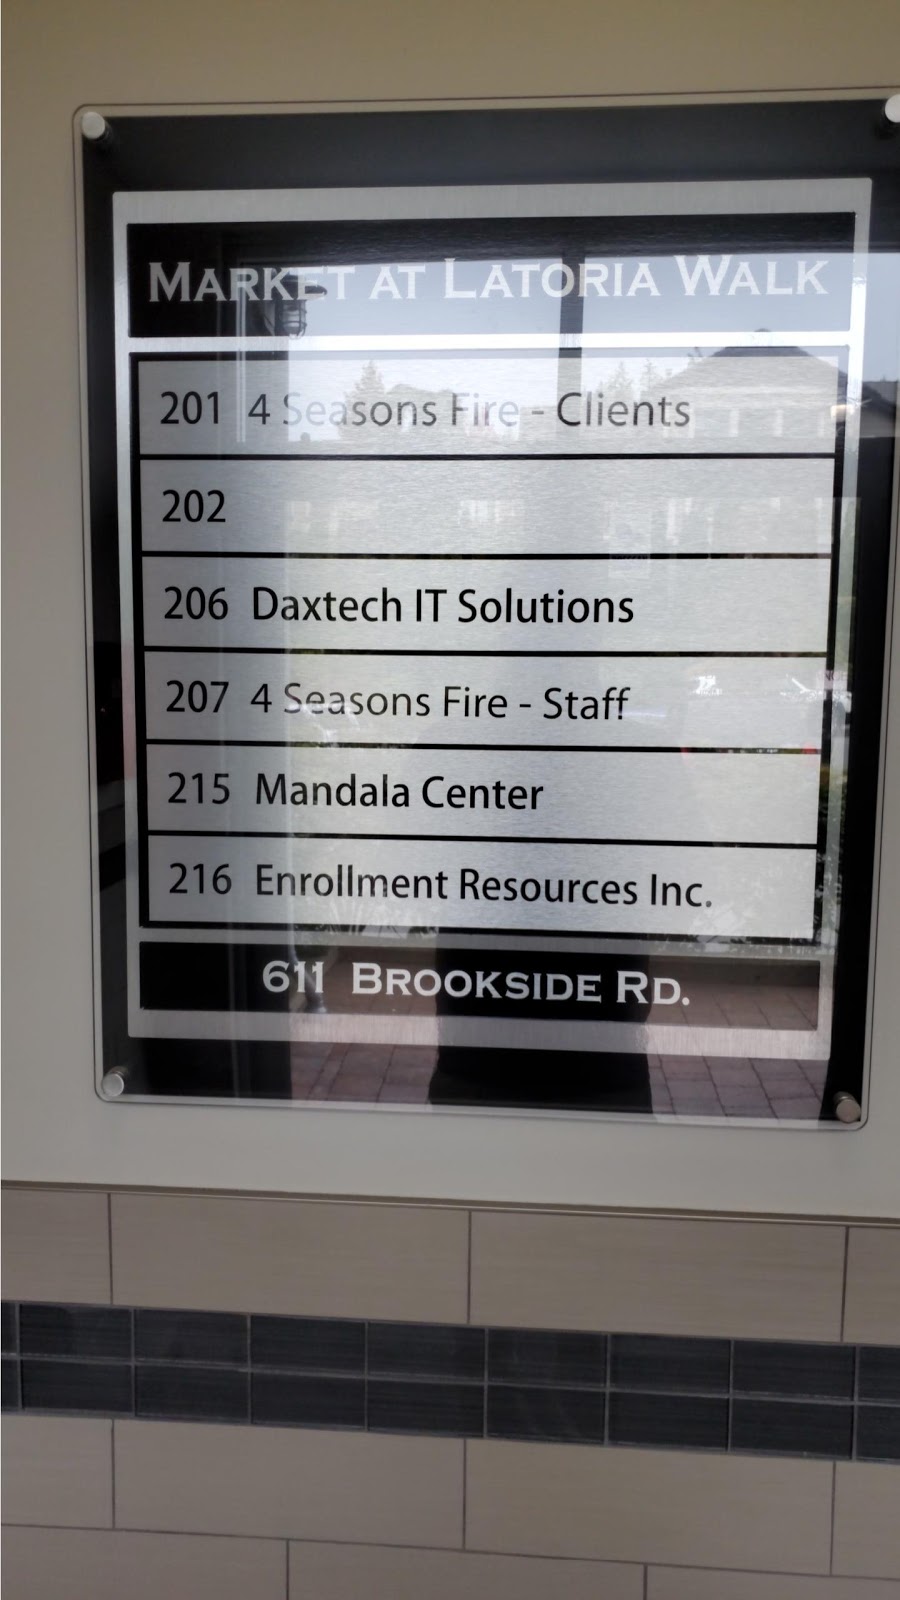 MARKET AT LATORIA WALK
201 4 Seasons Fire - Clients
202
206 Daxtech IT Solutions
207 4 Seasons Fire - Staff
215 Mandala Center
216 Enrollment Resources Inc.
611 BROOKSIDE RD.